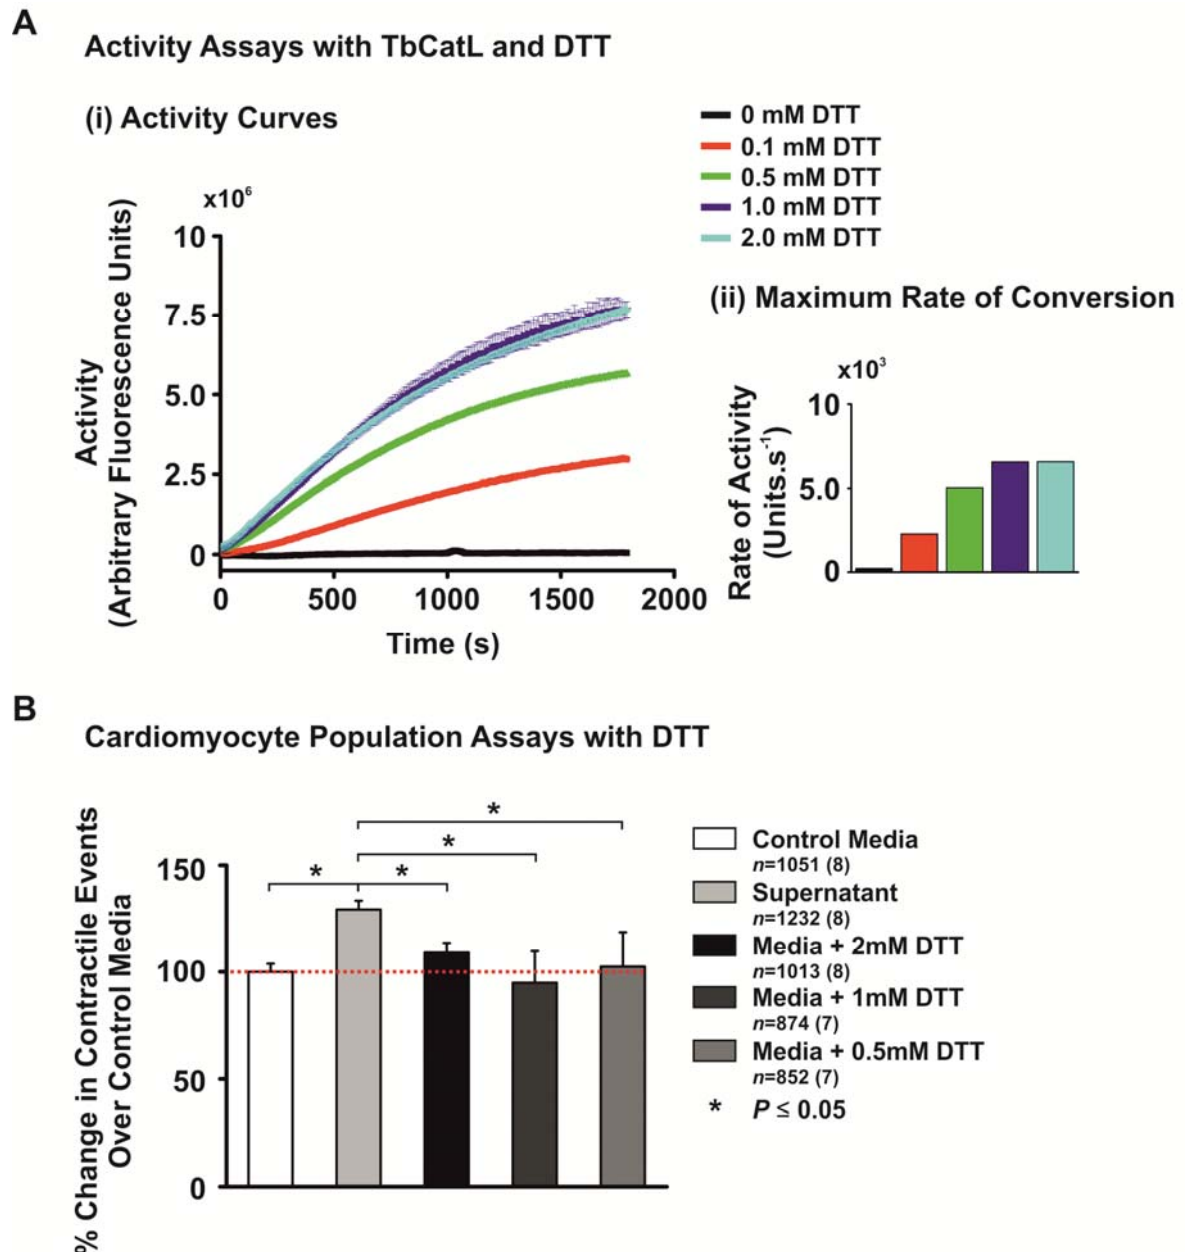 A
Activity Assays with TbCatL and DTT
(i) Activity Curves
0 mM DTT
0.1 mM DTT
0.5 mM DTT
1.0 mM DTT
2.0 mM DTT
x10⁶
Activity
(Arbitrary Fluorescence Units)
10
7.5
5.0
2.5
0
0 500 1000 1500 2000
Time (s)
(ii) Maximum Rate of Conversion
x10³
Rate of Activity
(Units.s⁻¹)
10
5.0
0
B
Cardiomyocyte Population Assays with DTT
% Change in Contractile Events
Over Control Media
150
100
50
0
*
*
* *
Control Media
n=1051 (8)
Supernatant
n=1232 (8)
Media + 2mM DTT
n=1013 (8)
Media + 1mM DTT
n=874 (7)
Media + 0.5mM DTT
n=852 (7)
* P ≤ 0.05